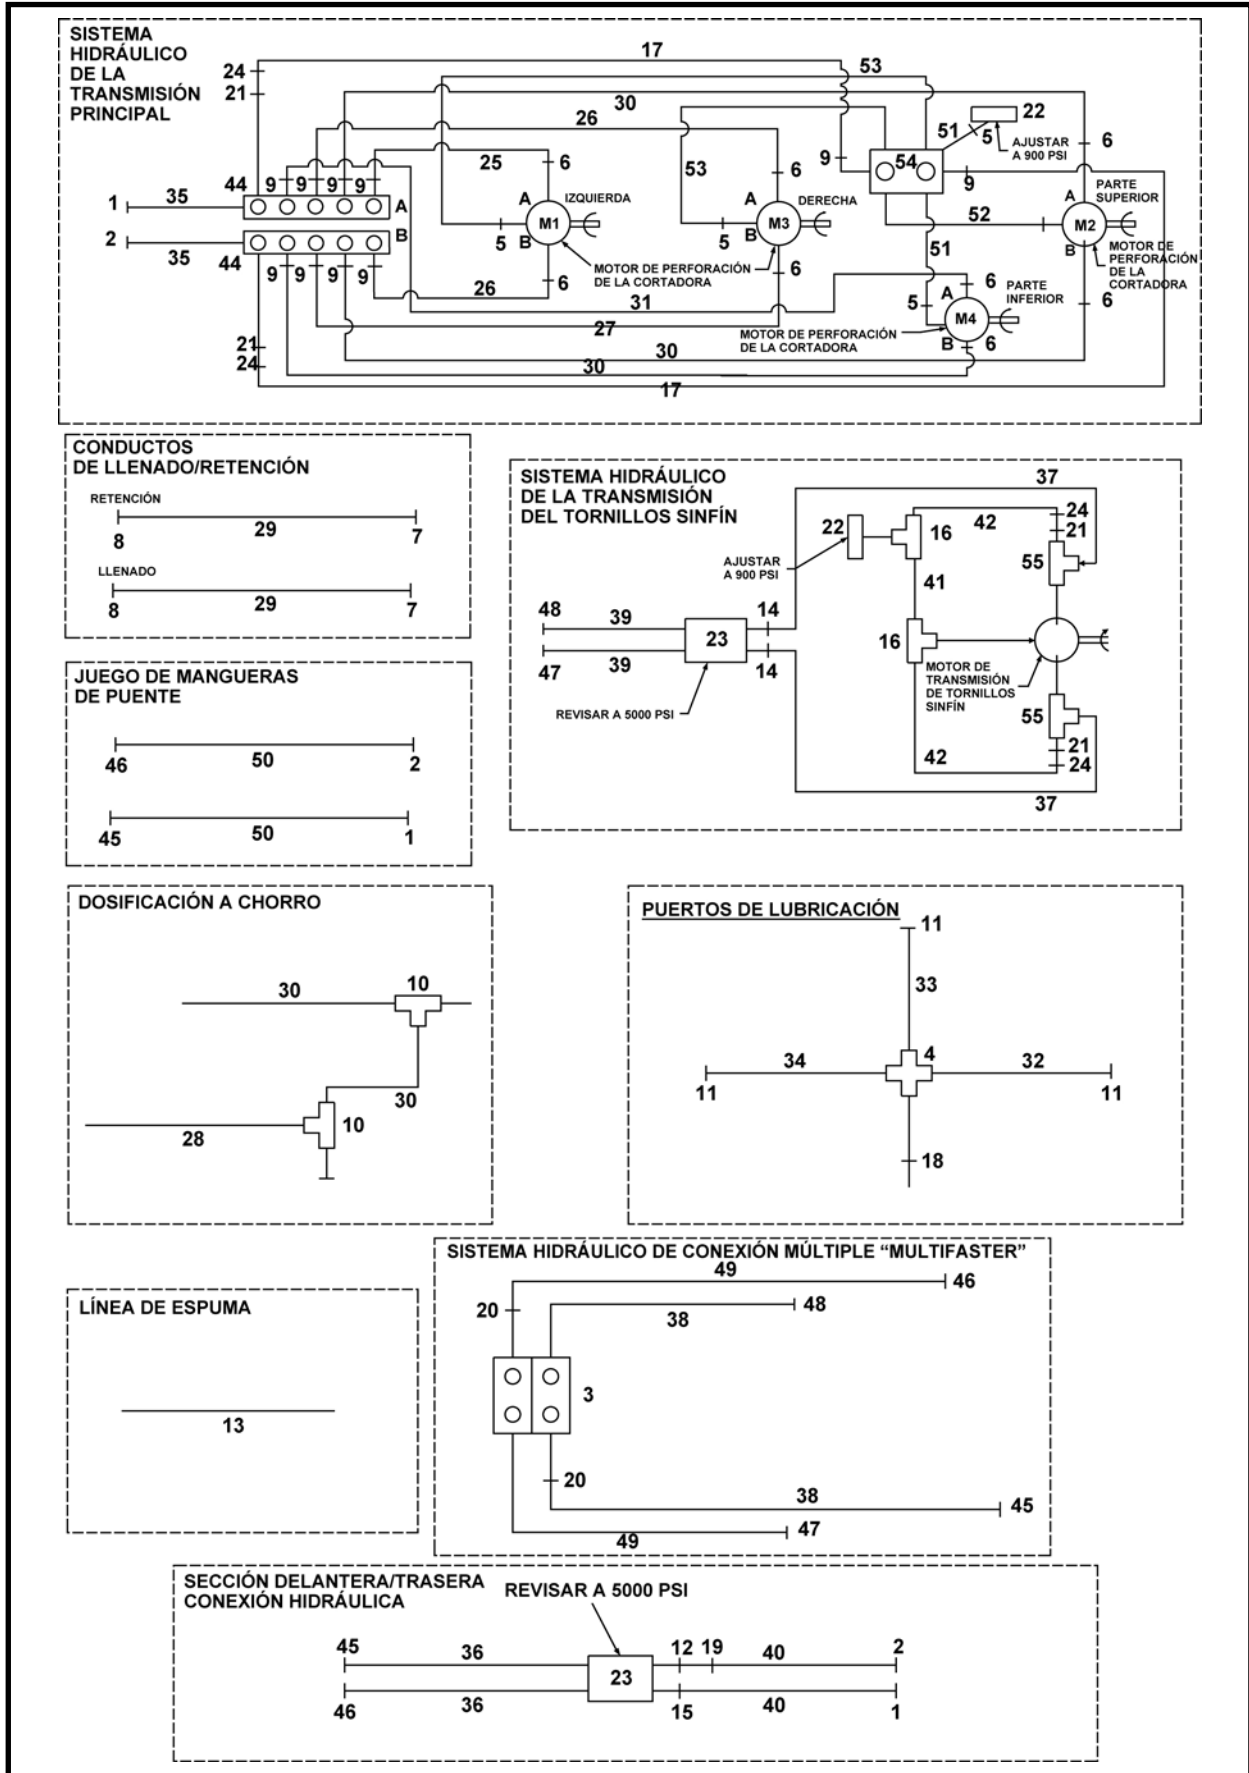 SISTEMA
HIDRÁULICO
DE LA
TRANSMISIÓN
PRINCIPAL
17
24
21
53
30
22
26
51
5
AJUSTAR
A 900 PSI
6
25
6
53
6
9
54
9
44
9
9
9
9
1
35
A
B
A
IZQUIERDA
M1
5
A
DERECHA
M3
B
5
52
A
PARTE
SUPERIOR
M2
B
2
35
44
9
9
9
9
MOTOR DE PERFORACIÓN
DE LA CORTADORA
6
6
51
MOTOR DE
PERFORACIÓN
DE LA
CORTADORA
26
31
6
PARTE
INFERIOR
6
A
5
M4
27
MOTOR DE PERFORACIÓN
DE LA CORTADORA
B
6
21
24
30
30
17
CONDUCTOS
DE LLENADO/RETENCIÓN
RETENCIÓN
8
29
7
LLENADO
8
29
7
SISTEMA HIDRÁULICO
DE LA TRANSMISIÓN
DEL TORNILLOS SINFÍN
37
22
16
42
24
21
AJUSTAR
A 900 PSI
55
41
48
39
14
23
16
47
39
14
MOTOR DE
TRANSMISIÓN
DE TORNILLOS
SINFÍN
REVISAR A 5000 PSI
55
42
21
24
37
JUEGO DE MANGUERAS
DE PUENTE
46
50
2
45
50
1
DOSIFICACIÓN A CHORRO
30
10
30
28
10
PUERTOS DE LUBRICACIÓN
11
33
34
4
32
11
11
18
LÍNEA DE ESPUMA
13
SISTEMA HIDRÁULICO DE CONEXIÓN MÚLTIPLE “MULTIFASTER”
49
46
20
38
48
3
20
38
45
49
47
SECCIÓN DELANTERA/TRASERA
CONEXIÓN HIDRÁULICA
REVISAR A 5000 PSI
45
36
12
19
40
2
23
46
36
15
40
1